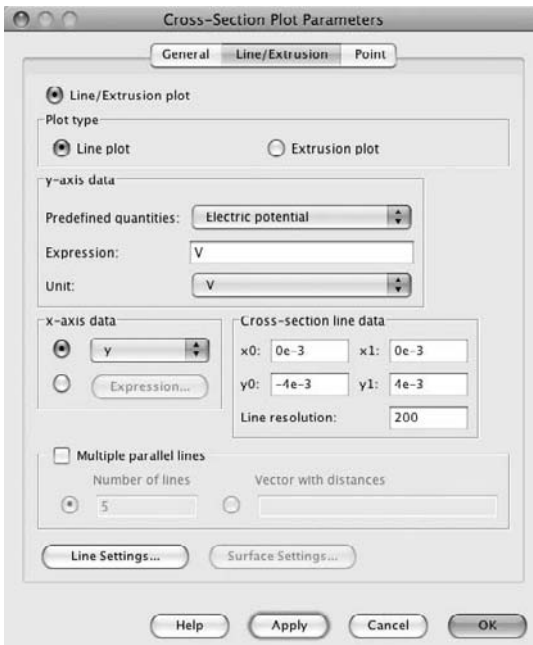 Cross-Section Plot Parameters
General Line/Extrusion Point
Line/Extrusion plot
Plot type
Line plot Extrusion plot
y-axis data
Predefined quantities: Electric potential
Expression: V
Unit: V
x-axis data
y
Expression...
Cross-section line data
x0: 0e-3 x1: 0e-3
y0: -4e-3 y1: 4e-3
Line resolution: 200
Multiple parallel lines
Number of lines Vector with distances
5
Line Settings... Surface Settings...
Help Apply Cancel OK